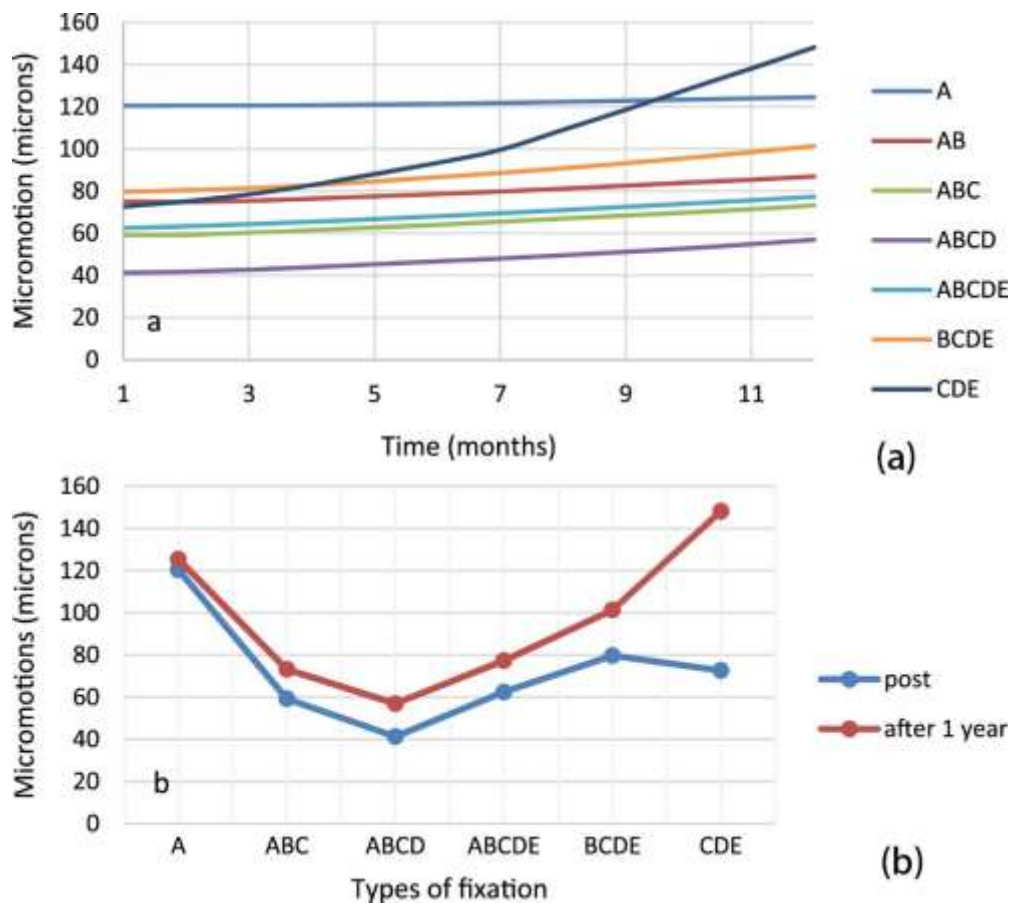 160
140
120
100
80
60
40
20
0
Micromotion (microns)
a
1 3 5 7 9 11
Time (months)
A
AB
ABC
ABCD
ABCDE
BCDE
CDE
(a)
160
140
120
100
80
60
40
20
0
Micromotions (microns)
b
A ABC ABCD ABCDE BCDE CDE
Types of fixation
post
after 1 year
(b)